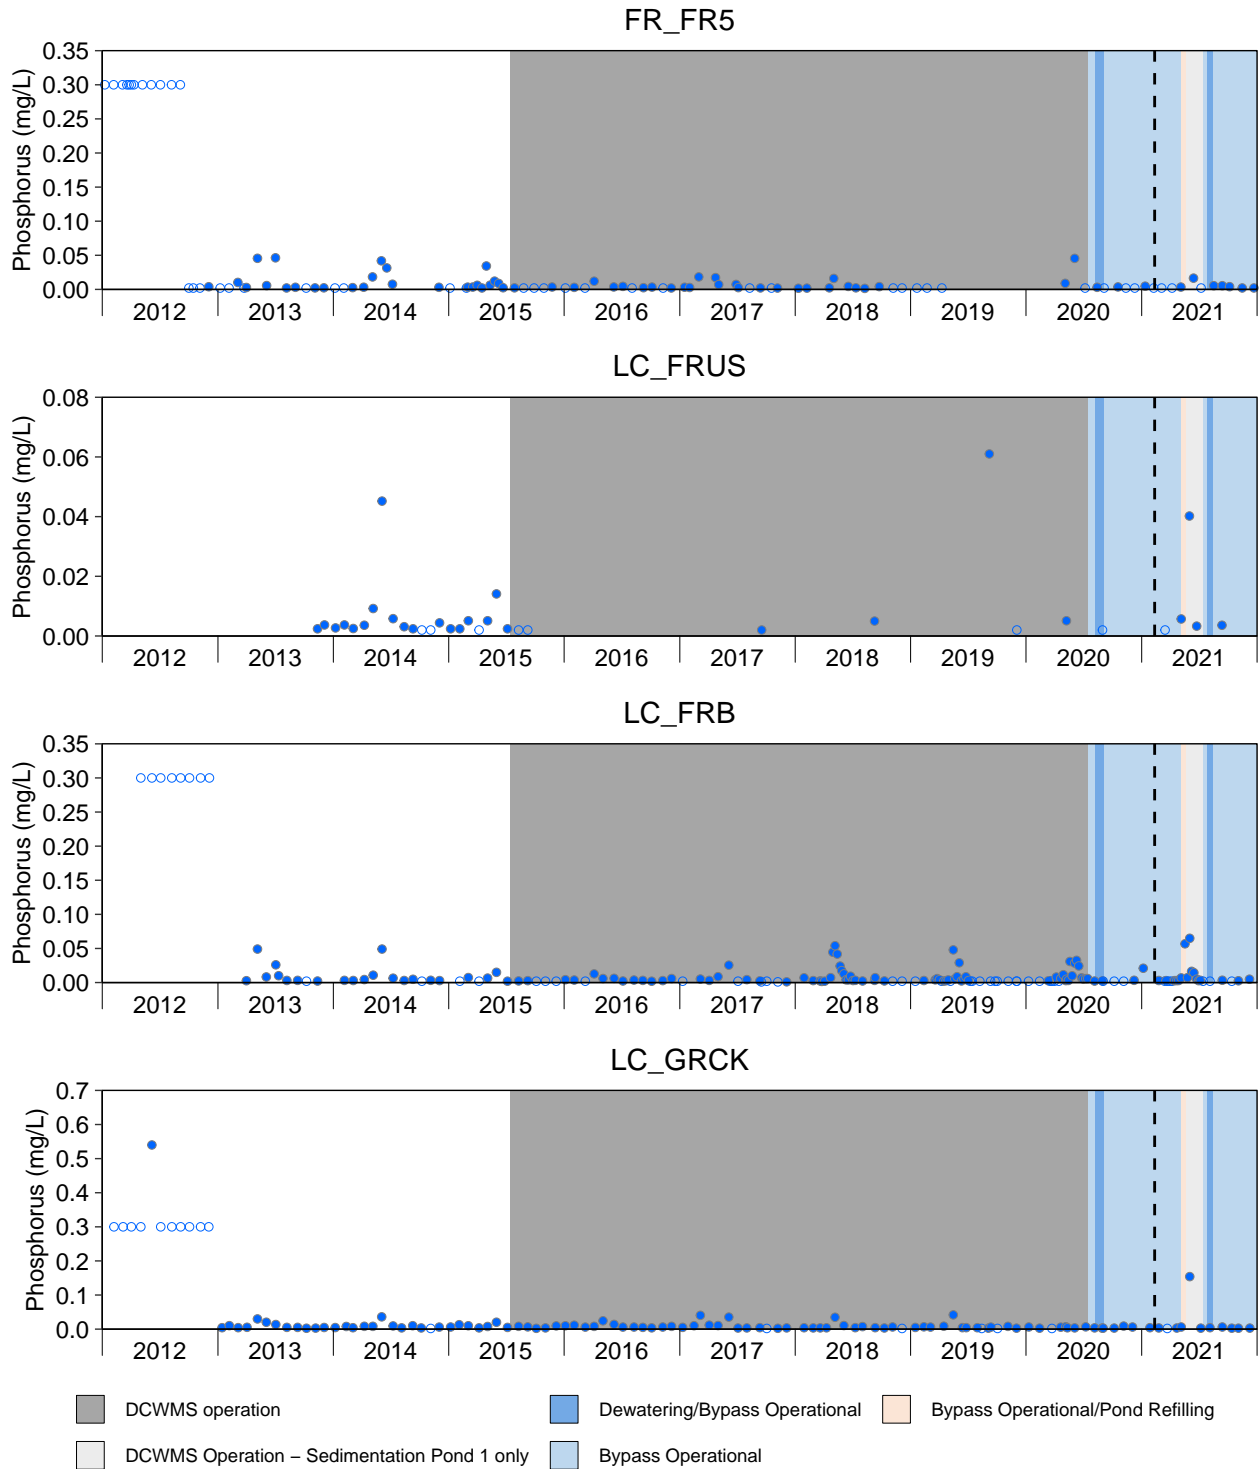 FR_FR5
Phosphorus (mg/L)
0.35
0.30
0.25
0.20
0.15
0.10
0.05
0.00
2012 2013 2014 2015 2016 2017 2018 2019 2020 2021
LC_FRUS
Phosphorus (mg/L)
0.08
0.06
0.04
0.02
0.00
2012 2013 2014 2015 2016 2017 2018 2019 2020 2021
LC_FRB
Phosphorus (mg/L)
0.35
0.30
0.25
0.20
0.15
0.10
0.05
0.00
2012 2013 2014 2015 2016 2017 2018 2019 2020 2021
LC_GRCK
Phosphorus (mg/L)
0.7
0.6
0.5
0.4
0.3
0.2
0.1
0.0
2012 2013 2014 2015 2016 2017 2018 2019 2020 2021
DCWMS operation Dewatering/Bypass Operational Bypass Operational/Pond Refilling
DCWMS Operation – Sedimentation Pond 1 only Bypass Operational